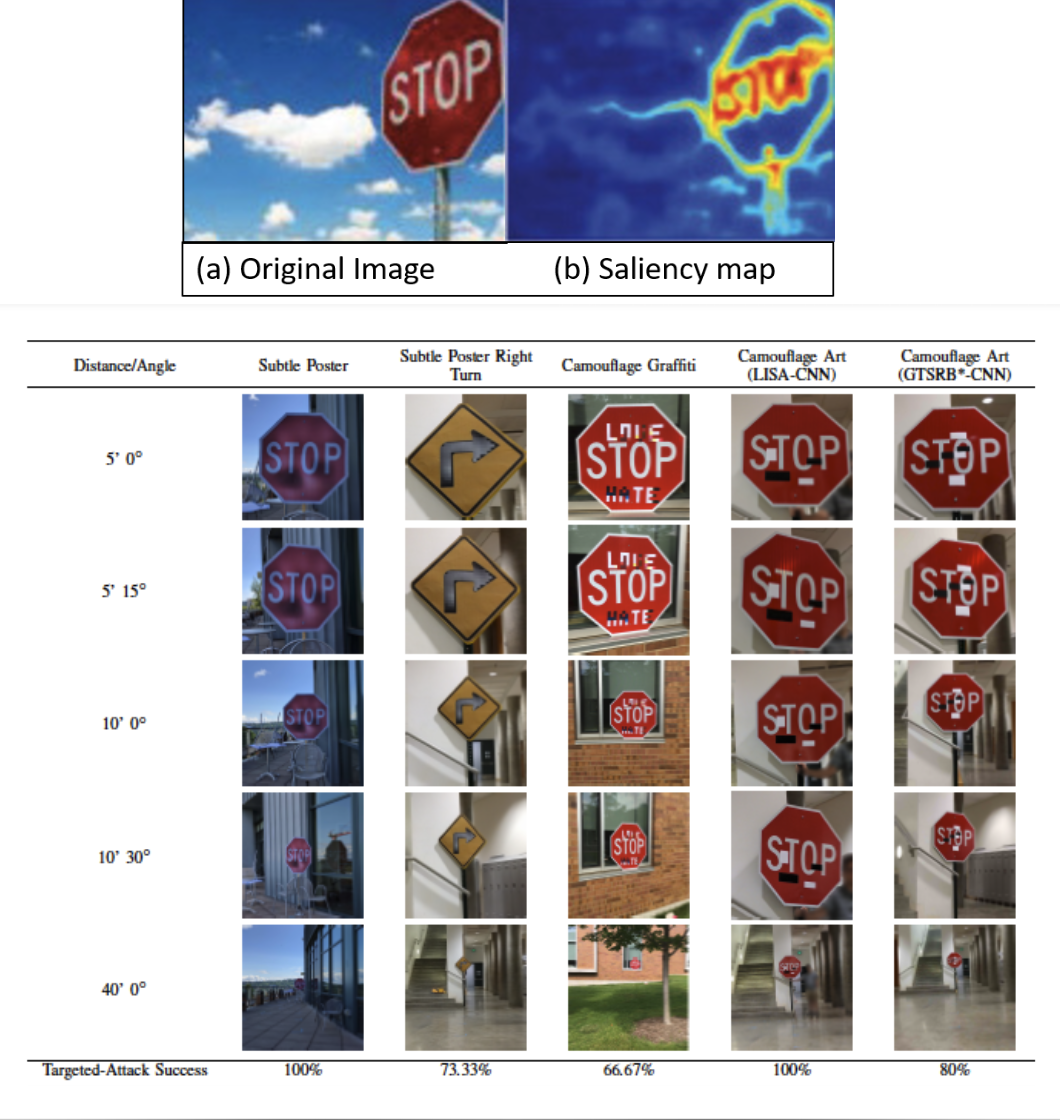 STOP
STOP
(a) Original Image
(b) Saliency map
Distance/Angle
Subtle Poster
Subtle Poster Right
Turn
Camouflage Graffiti
Camouflage Art
(LISA-CNN)
Camouflage Art
(GTSRB*-CNN)
5' 0°
STOP
STOP
HATE
STOP
STOP
5' 15°
STOP
STOP
HATE
STOP
STOP
10' 0°
STOP
STOP
STOP
STOP
10' 30°
STOP
STOP
STOP
STOP
40' 0°
STOP
Targeted-Attack Success
100%
73.33%
66.67%
100%
80%